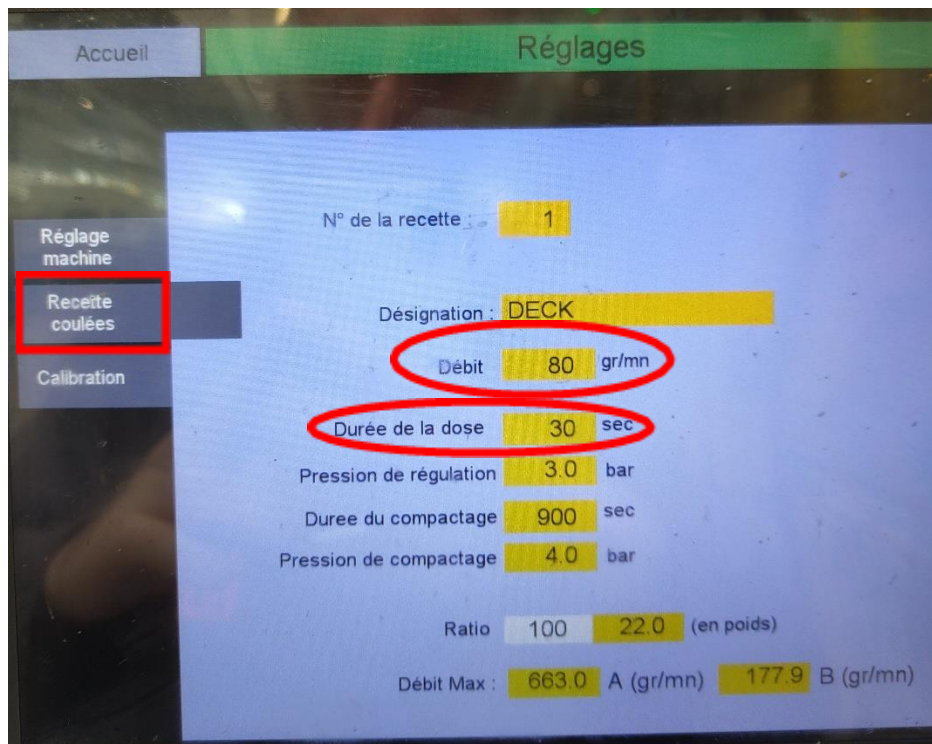 Accueil
Réglages
N° de la recette : 1
Réglage
machine
Recette
coulées
Calibration
Désignation : DECK
Débit 80 gr/mn
Durée de la dose 30 sec
Pression de régulation 3.0 bar
Duree du compactage 900 sec
Pression de compactage 4.0 bar
Ratio 100 22.0 (en poids)
Débit Max : 663.0 A (gr/mn) 177.9 B (gr/mn)